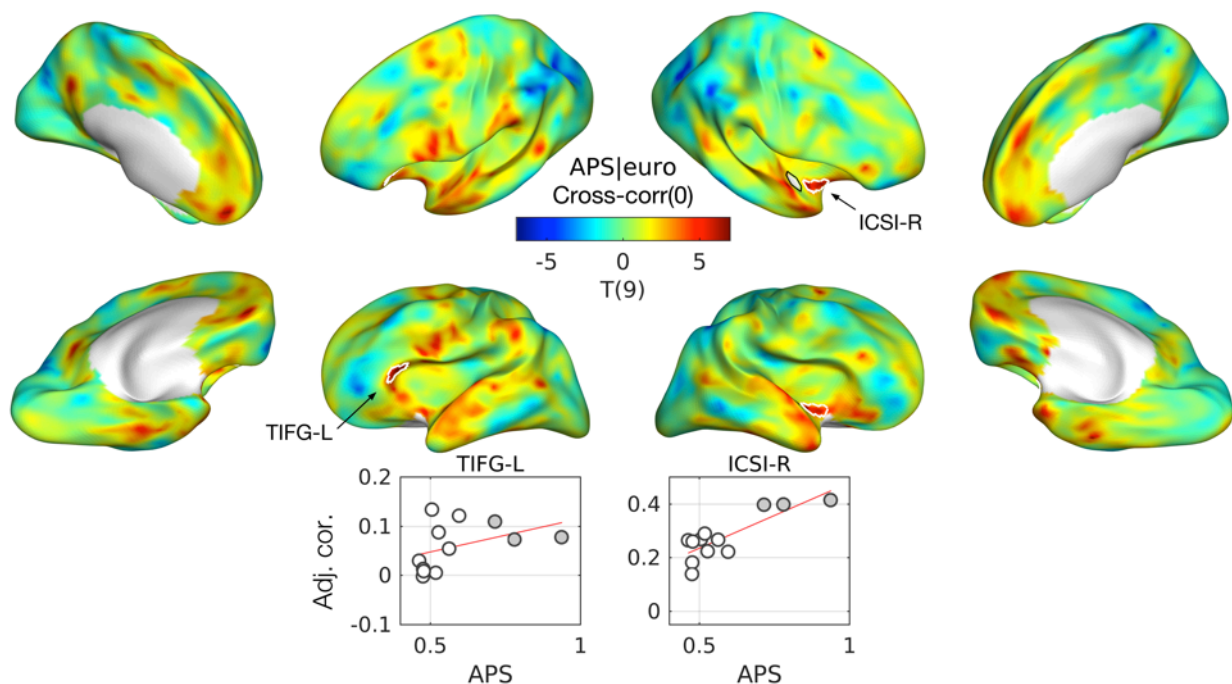 APS|euro
Cross-corr(0)
ICSI-R
-5 0 5
T(9)
TIFG-L
TIFG-L
ICSI-R
0.2
0.1
0
-0.1
Adj. cor.
0.5 1
APS
0.4
0.2
0
0.5 1
APS